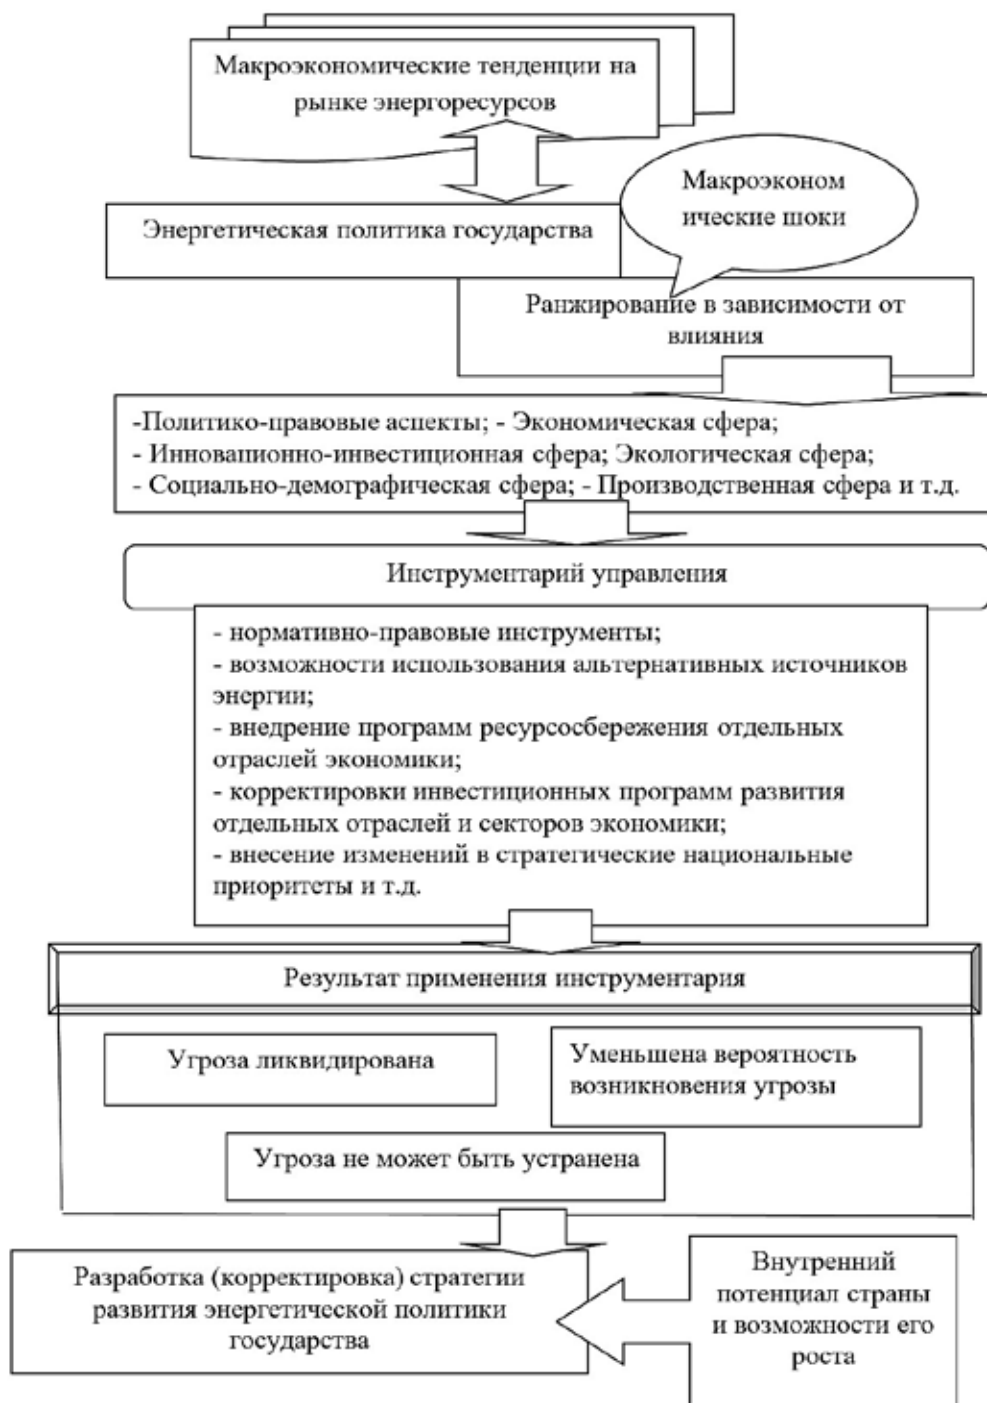 Макроэкономические тенденции на
рынке энергоресурсов
Макроэконом
ические шоки
Энергетическая политика государства
Ранжирование в зависимости от
влияния
-Политико-правовые аспекты; - Экономическая сфера;
- Инновационно-инвестиционная сфера; Экологическая сфера;
- Социально-демографическая сфера; - Производственная сфера и т.д.
Инструментарий управления
- нормативно-правовые инструменты;
- возможности использования альтернативных источников
энергии;
- внедрение программ ресурсосбережения отдельных
отраслей экономики;
- корректировки инвестиционных программ развития
отдельных отраслей и секторов экономики;
- внесение изменений в стратегические национальные
приоритеты и т.д.
Результат применения инструментария
Угроза ликвидирована
Уменьшена вероятность
возникновения угрозы
Угроза не может быть устранена
Разработка (корректировка) стратегии
развития энергетической политики
государства
Внутренний
потенциал страны
и возможности его
роста